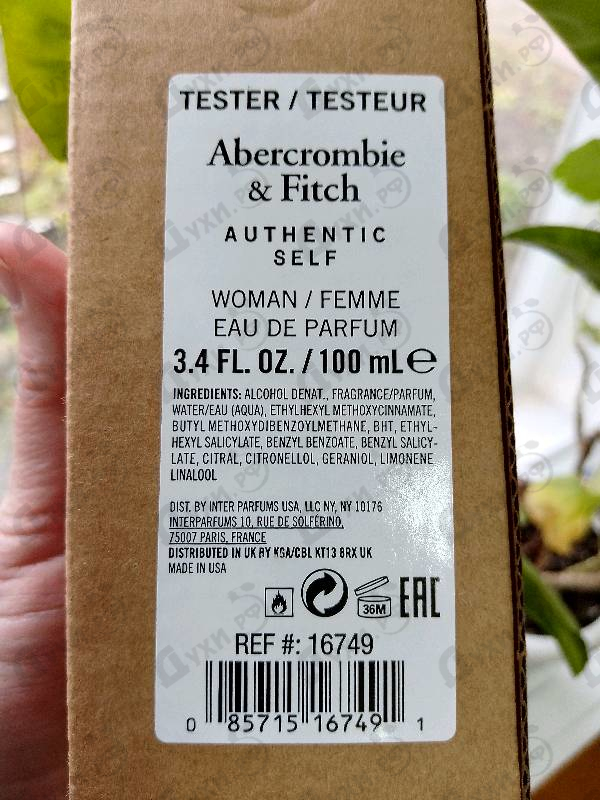 TESTER / TESTEUR
Abercrombie
& Fitch
AUTHENTIC
SELF
WOMAN / FEMME
EAU DE PARFUM
3.4 FL. OZ. / 100 mL ℮
INGREDIENTS: ALCOHOL DENAT., FRAGRANCE/PARFUM,
WATER/EAU (AQUA), ETHYLHEXYL METHOXYCINNAMATE,
BUTYL METHOXYDIBENZOYLMETHANE, BHT, ETHYL-
HEXYL SALICYLATE, BENZYL BENZOATE, BENZYL SALICY-
LATE, CITRAL, CITRONELLOL, GERANIOL, LIMONENE
LINALOOL
DIST. BY INTER PARFUMS USA, LLC NY, NY 10176
INTERPARFUMS 10, RUE DE SOLFÉRINO,
75007 PARIS, FRANCE
DISTRIBUTED IN UK BY KGA/CBL KT13 8RX UK
MADE IN USA
36M EAC
REF #: 16749
0 85715 16749 1
духи.рф